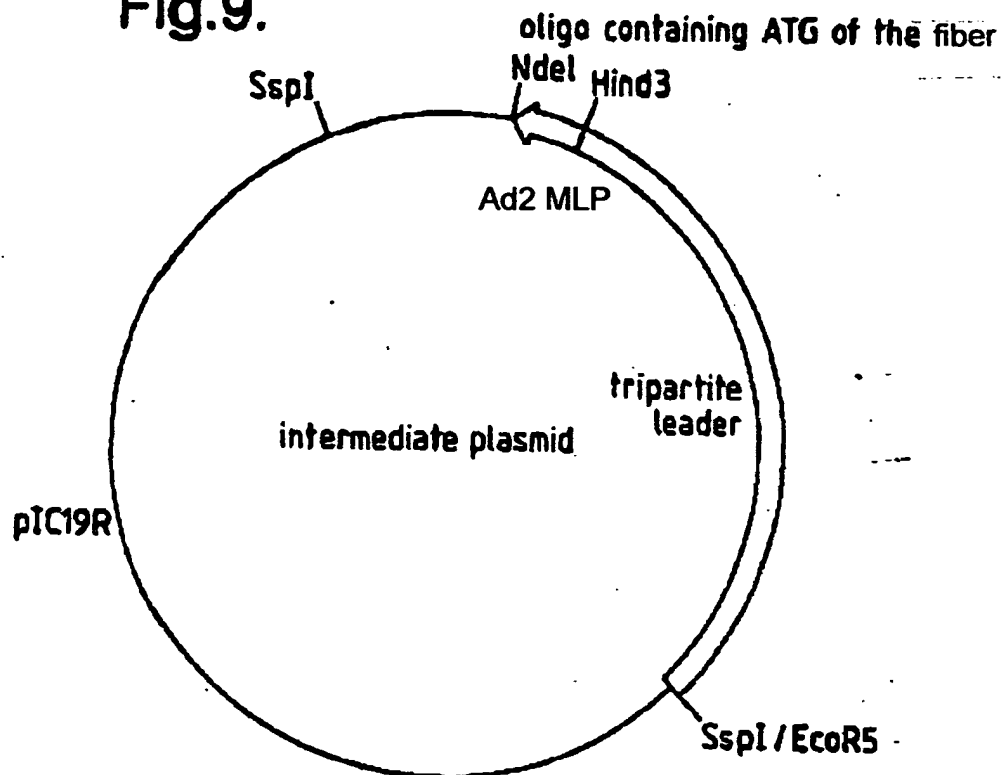 Fig.9.
oligo containing ATG of the fiber
NdeI
Hind3
SspI
Ad2 MLP
tripartite
leader
intermediate plasmid
pIC19R
SspI/EcoR5